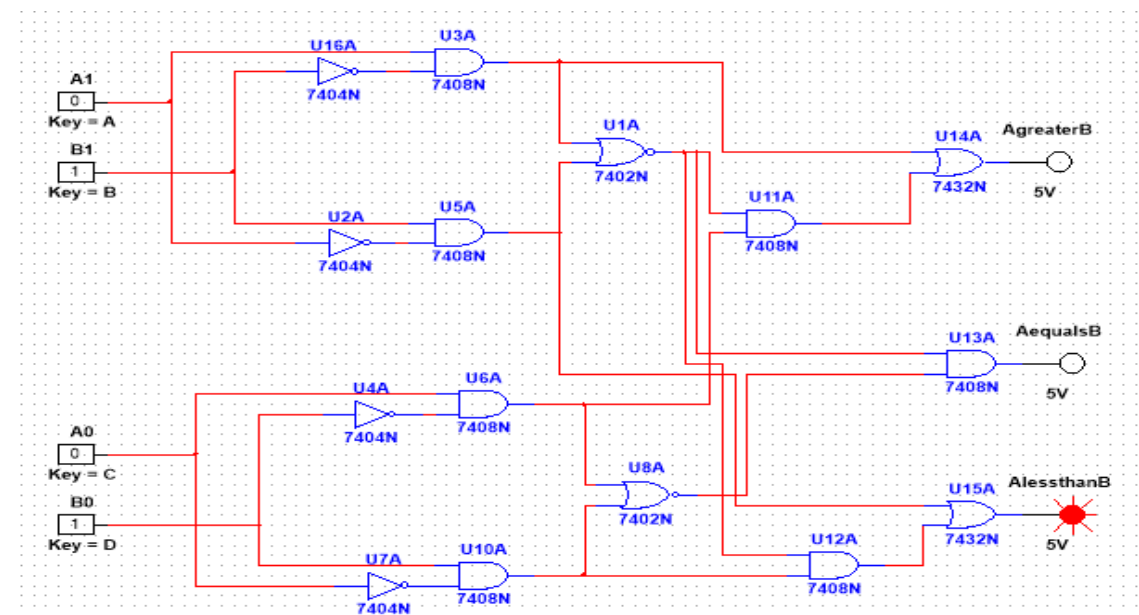 U16A
7404N
U3A
7408N
A1
0
Key = A
B1
1
Key = B
U1A
7402N
U14A
7432N
AgreaterB
5V
U2A
7404N
U5A
7408N
U11A
7408N
U13A
7408N
AequalsB
5V
U4A
7404N
U6A
7408N
A0
0
Key = C
B0
1
Key = D
U8A
7402N
U15A
7432N
AlessthanB
5V
U7A
7404N
U10A
7408N
U12A
7408N